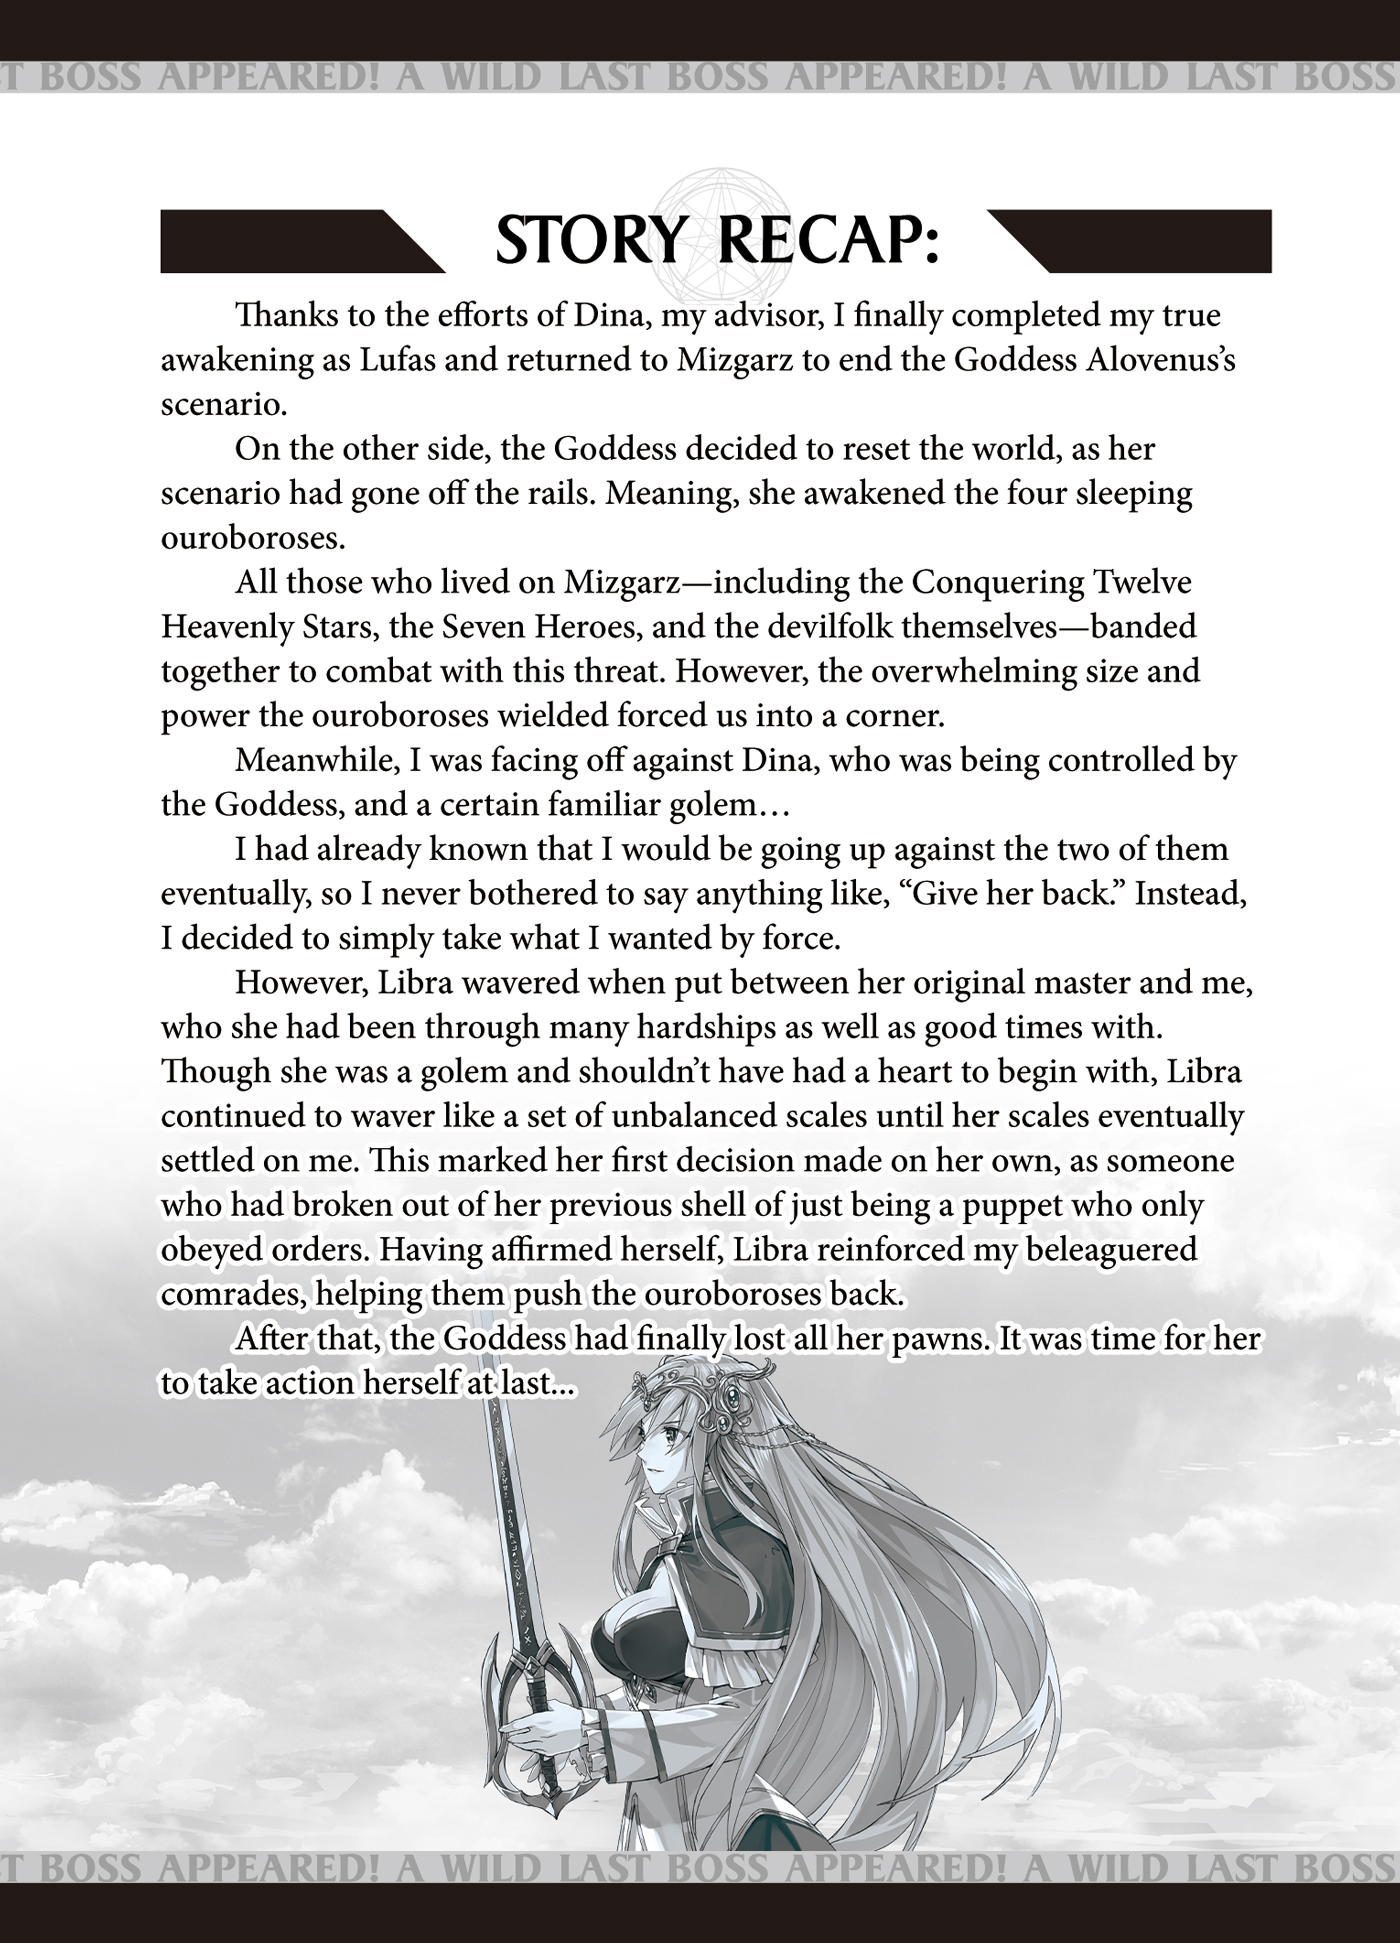 T BOSS APPEARED! A WILD LAST BOSS APPEARED! A WILD LAST BOSS
STORY RECAP:
Thanks to the efforts of Dina, my advisor, I finally completed my true
awakening as Lufas and returned to Mizgarz to end the Goddess Alovenus’s
scenario.
On the other side, the Goddess decided to reset the world, as her
scenario had gone off the rails. Meaning, she awakened the four sleeping
ouroboroses.
All those who lived on Mizgarz—including the Conquering Twelve
Heavenly Stars, the Seven Heroes, and the devilfolk themselves—banded
together to combat with this threat. However, the overwhelming size and
power the ouroboroses wielded forced us into a corner.
Meanwhile, I was facing off against Dina, who was being controlled by
the Goddess, and a certain familiar golem…
I had already known that I would be going up against the two of them
eventually, so I never bothered to say anything like, “Give her back.” Instead,
I decided to simply take what I wanted by force.
However, Libra wavered when put between her original master and me,
who she had been through many hardships as well as good times with.
Though she was a golem and shouldn’t have had a heart to begin with, Libra
continued to waver like a set of unbalanced scales until her scales eventually
settled on me. This marked her first decision made on her own, as someone
who had broken out of her previous shell of just being a puppet who only
obeyed orders. Having affirmed herself, Libra reinforced my beleaguered
comrades, helping them push the ouroboroses back.
After that, the Goddess had finally lost all her pawns. It was time for her
to take action herself at last...
T BOSS APPEARED! A WILD LAST BOSS APPEARED! A WILD LAST BOSS